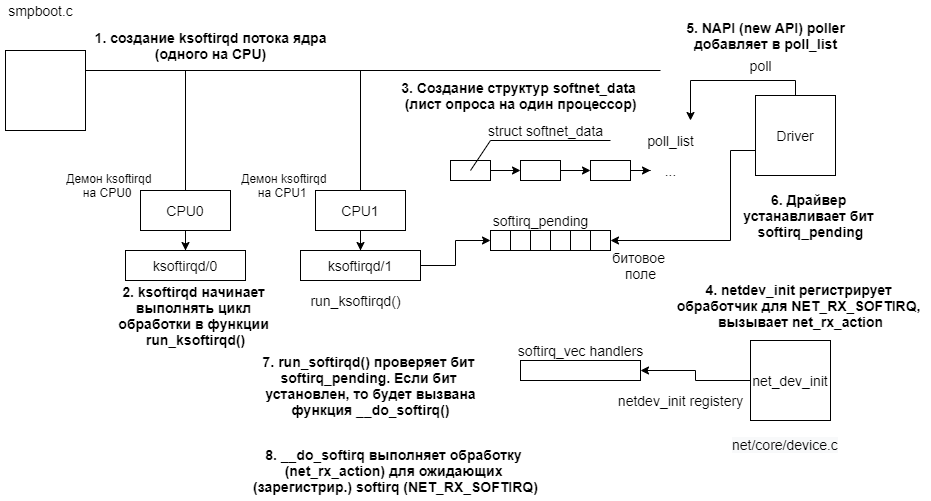 smpboot.c
1. создание ksoftirqd потока ядра
(одного на CPU)
5. NAPI (new API) poller
добавляет в poll_list
poll
3. Создание структур softnet_data
(лист опроса на один процессор)
struct softnet_data
poll_list
...
Driver
Демон ksoftirqd
на CPU0
CPU0
Демон ksoftirqd
на CPU1
CPU1
6. Драйвер
устанавливает бит
softirq_pending
softirq_pending
битовое
поле
ksoftirqd/0
ksoftirqd/1
run_ksoftirqd()
2. ksoftirqd начинает
выполнять цикл
обработки в функции
run_ksoftirqd()
4. netdev_init регистрирует
обработчик для NET_RX_SOFTIRQ,
вызывает net_rx_action
softirq_vec handlers
netdev_init registery
net_dev_init
net/core/device.c
7. run_softirqd() проверяет бит
softirq_pending. Если бит
установлен, то будет вызвана
функция __do_softirq()
8. __do_softirq выполняет обработку
(net_rx_action) для ожидающих
(зарегистрир.) softirq (NET_RX_SOFTIRQ)